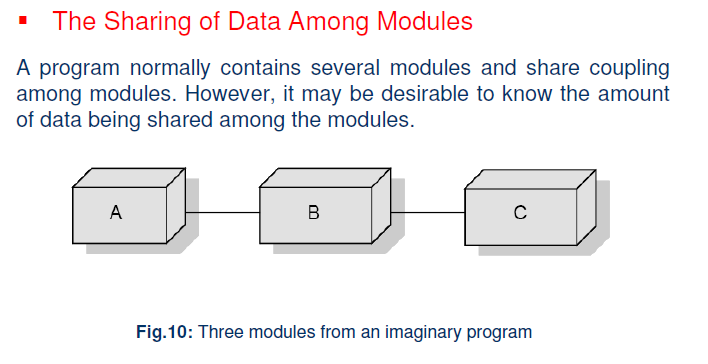 ▪ The Sharing of Data Among Modules
A program normally contains several modules and share coupling
among modules. However, it may be desirable to know the amount
of data being shared among the modules.
A B C
Fig.10: Three modules from an imaginary program